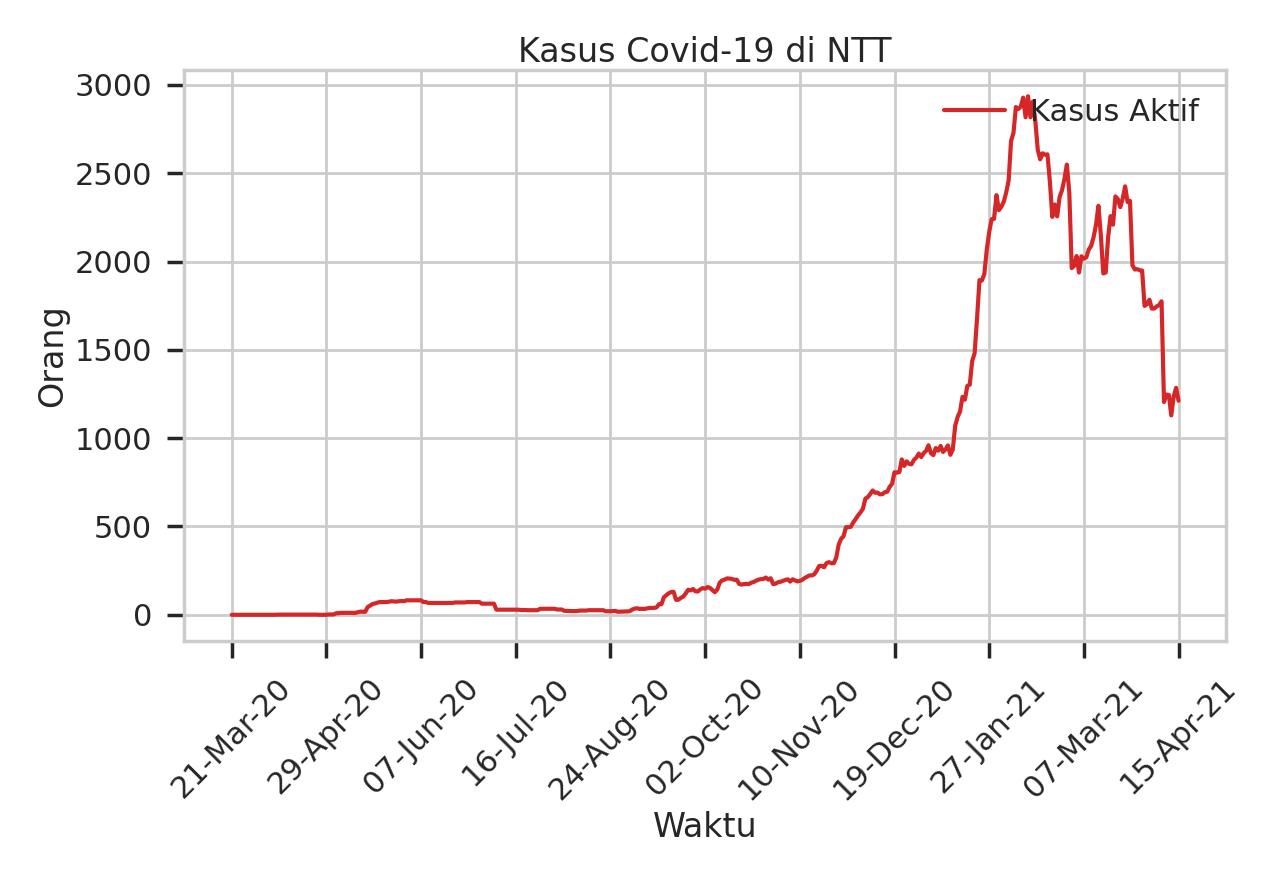 Kasus Covid-19 di NTT
Kasus Aktif
3000
2500
2000
1500
1000
500
0
Orang
21-Mar-20
29-Apr-20
07-Jun-20
16-Jul-20
24-Aug-20
02-Oct-20
10-Nov-20
19-Dec-20
27-Jan-21
07-Mar-21
15-Apr-21
Waktu